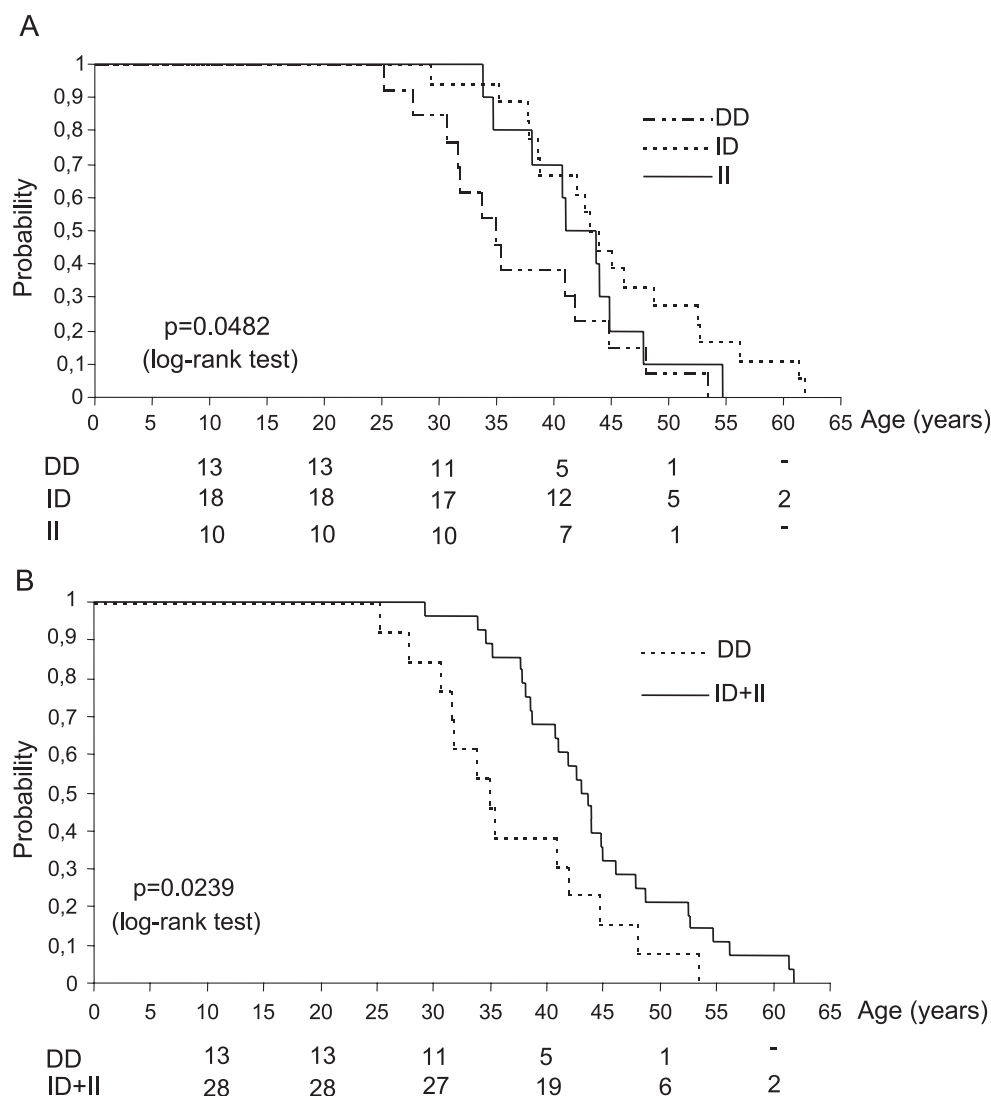 A
1
0,9
0,8
0,7
0,6
0,5
0,4
0,3
0,2
0,1
0
Probability
DD
ID
II
p=0.0482
(log-rank test)
0 5 10 15 20 25 30 35 40 45 50 55 60 65 Age (years)
DD 13 13 11 5 1 -
ID 18 18 17 12 5 2
II 10 10 10 7 1 -
B
1
0,9
0,8
0,7
0,6
0,5
0,4
0,3
0,2
0,1
0
Probability
DD
ID+II
p=0.0239
(log-rank test)
0 5 10 15 20 25 30 35 40 45 50 55 60 65 Age (years)
DD 13 13 11 5 1 -
ID+II 28 28 27 19 6 2